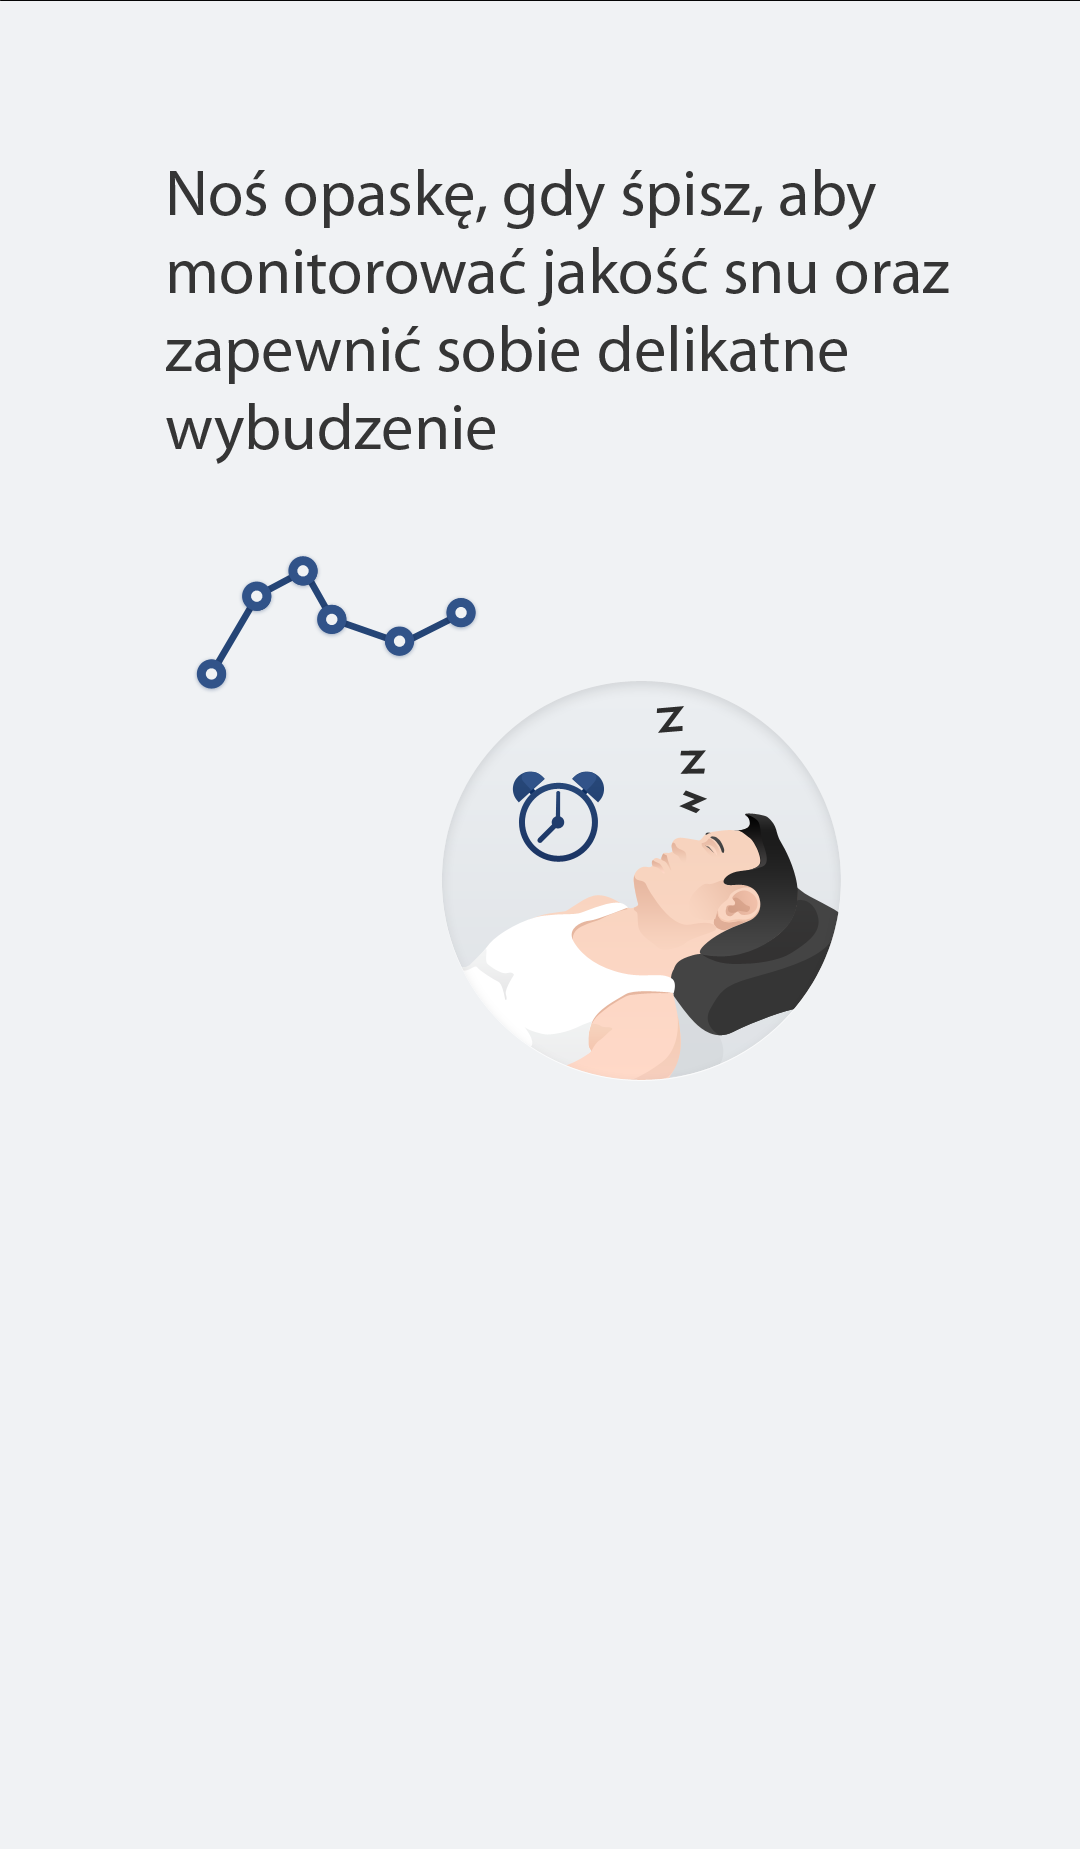 Noś opaskę, gdy śpisz, aby
monitorować jakość snu oraz
zapewnić sobie delikatne
wybudzenie
z
z
z